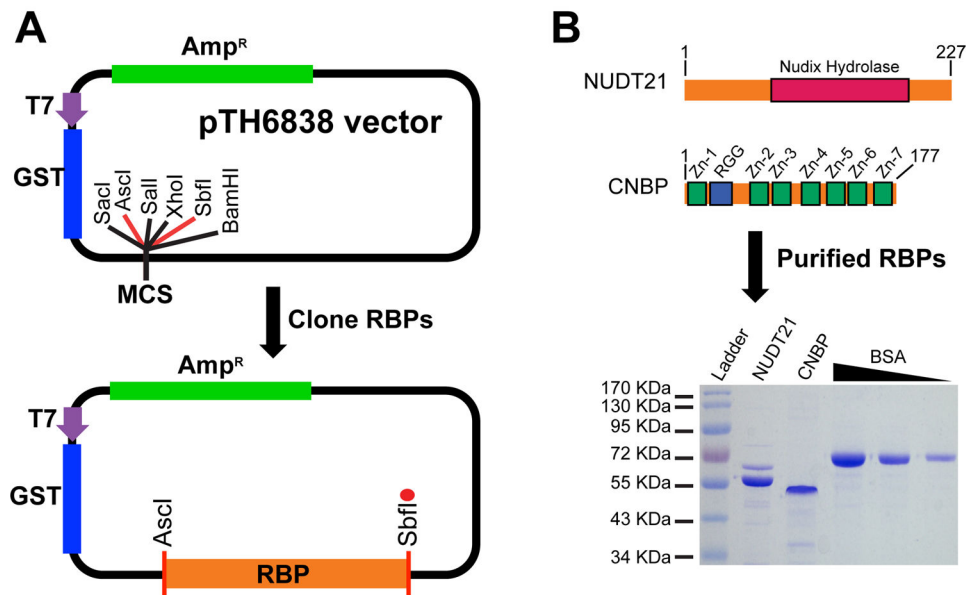 A
Amp^R
T7
pTH6838 vector
GST
SacI
AscI
SalI
XhoI
SbfI
BamHI
MCS
Clone RBPs
Amp^R
T7
GST
AscI
SbfI
RBP
B
1
227
Nudix Hydrolase
NUDT21
1
Zn-1
RGG
Zn-2
Zn-3
Zn-4
Zn-5
Zn-6
Zn-7
177
CNBP
Purified RBPs
Ladder
NUDT21
CNBP
BSA
170 KDa
130 KDa
95 KDa
72 KDa
55 KDa
43 KDa
34 KDa